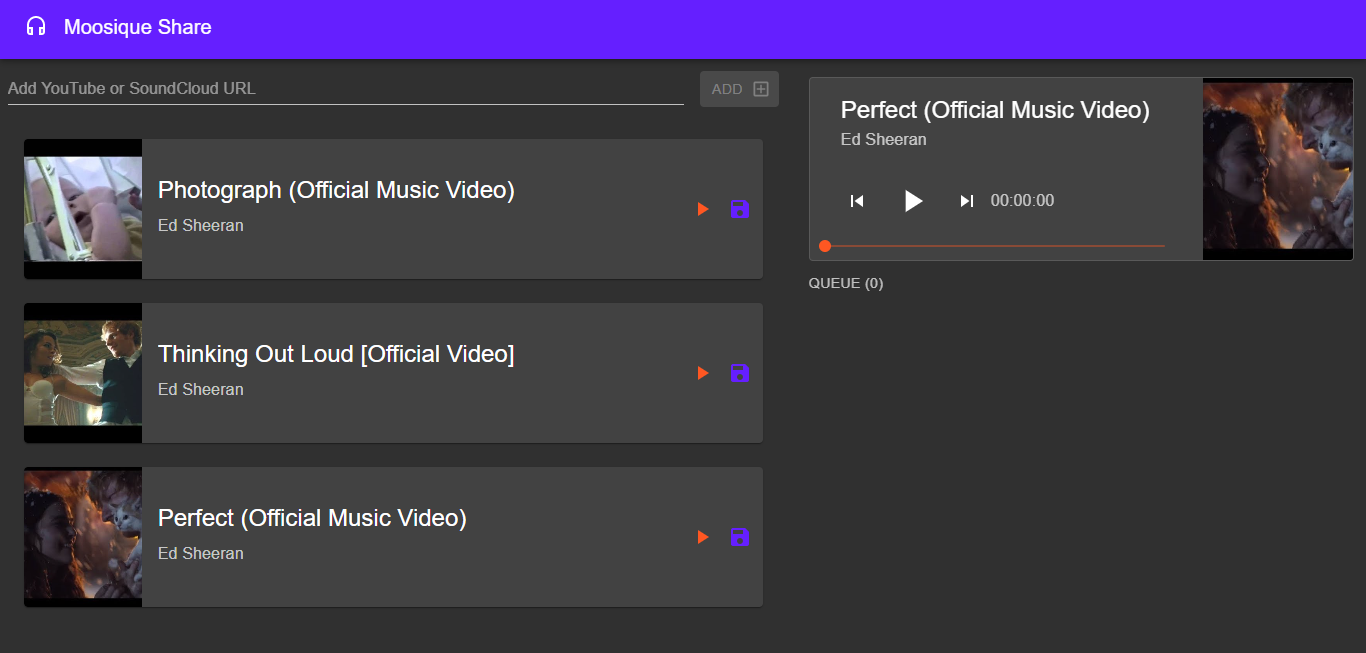 Moosique Share
Add YouTube or SoundCloud URL
ADD
Photograph (Official Music Video)
Ed Sheeran
Thinking Out Loud [Official Video]
Ed Sheeran
Perfect (Official Music Video)
Ed Sheeran
Perfect (Official Music Video)
Ed Sheeran
00:00:00
QUEUE (0)